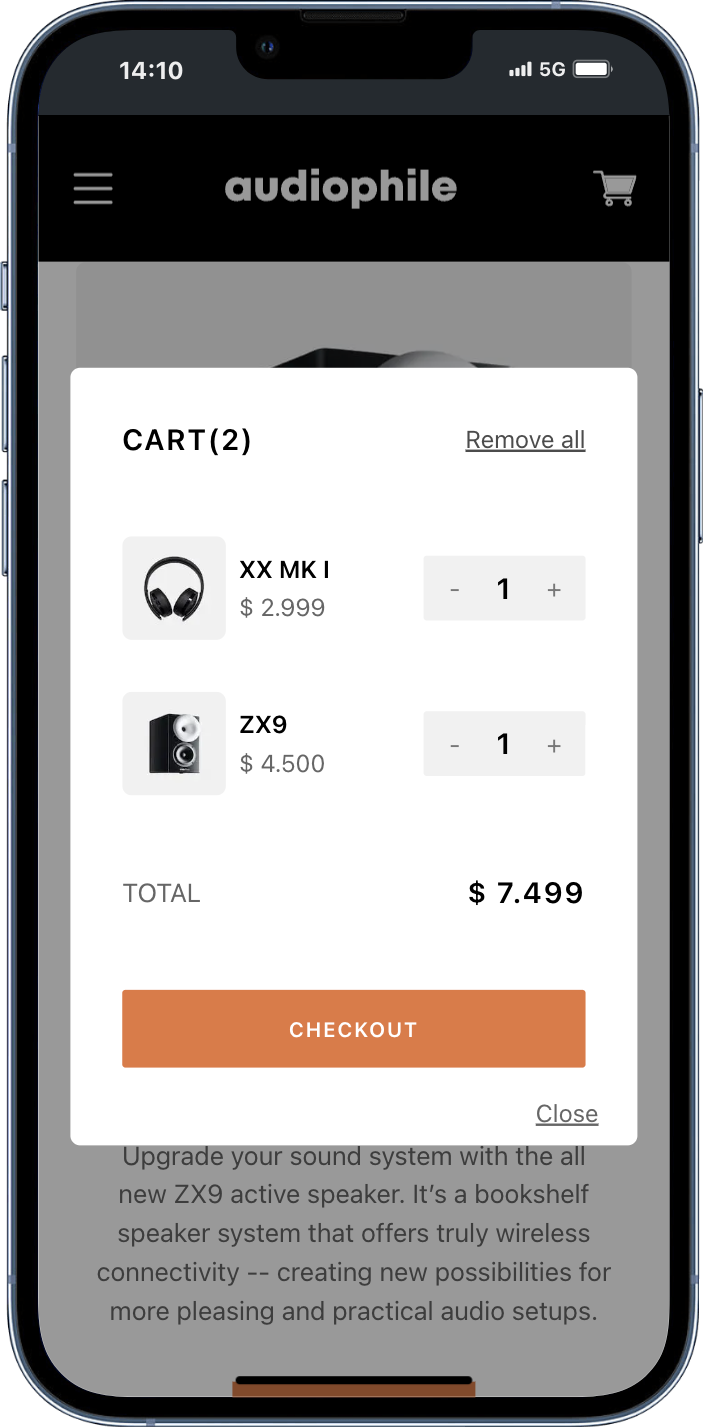 14:10
5G
audiophile
CART(2)
Remove all
XX MK I
$ 2.999
- 1 +
ZX9
$ 4.500
- 1 +
TOTAL
$ 7.499
CHECKOUT
Close
Upgrade your sound system with the all
new ZX9 active speaker. It’s a bookshelf
speaker system that offers truly wireless
connectivity -- creating new possibilities for
more pleasing and practical audio setups.